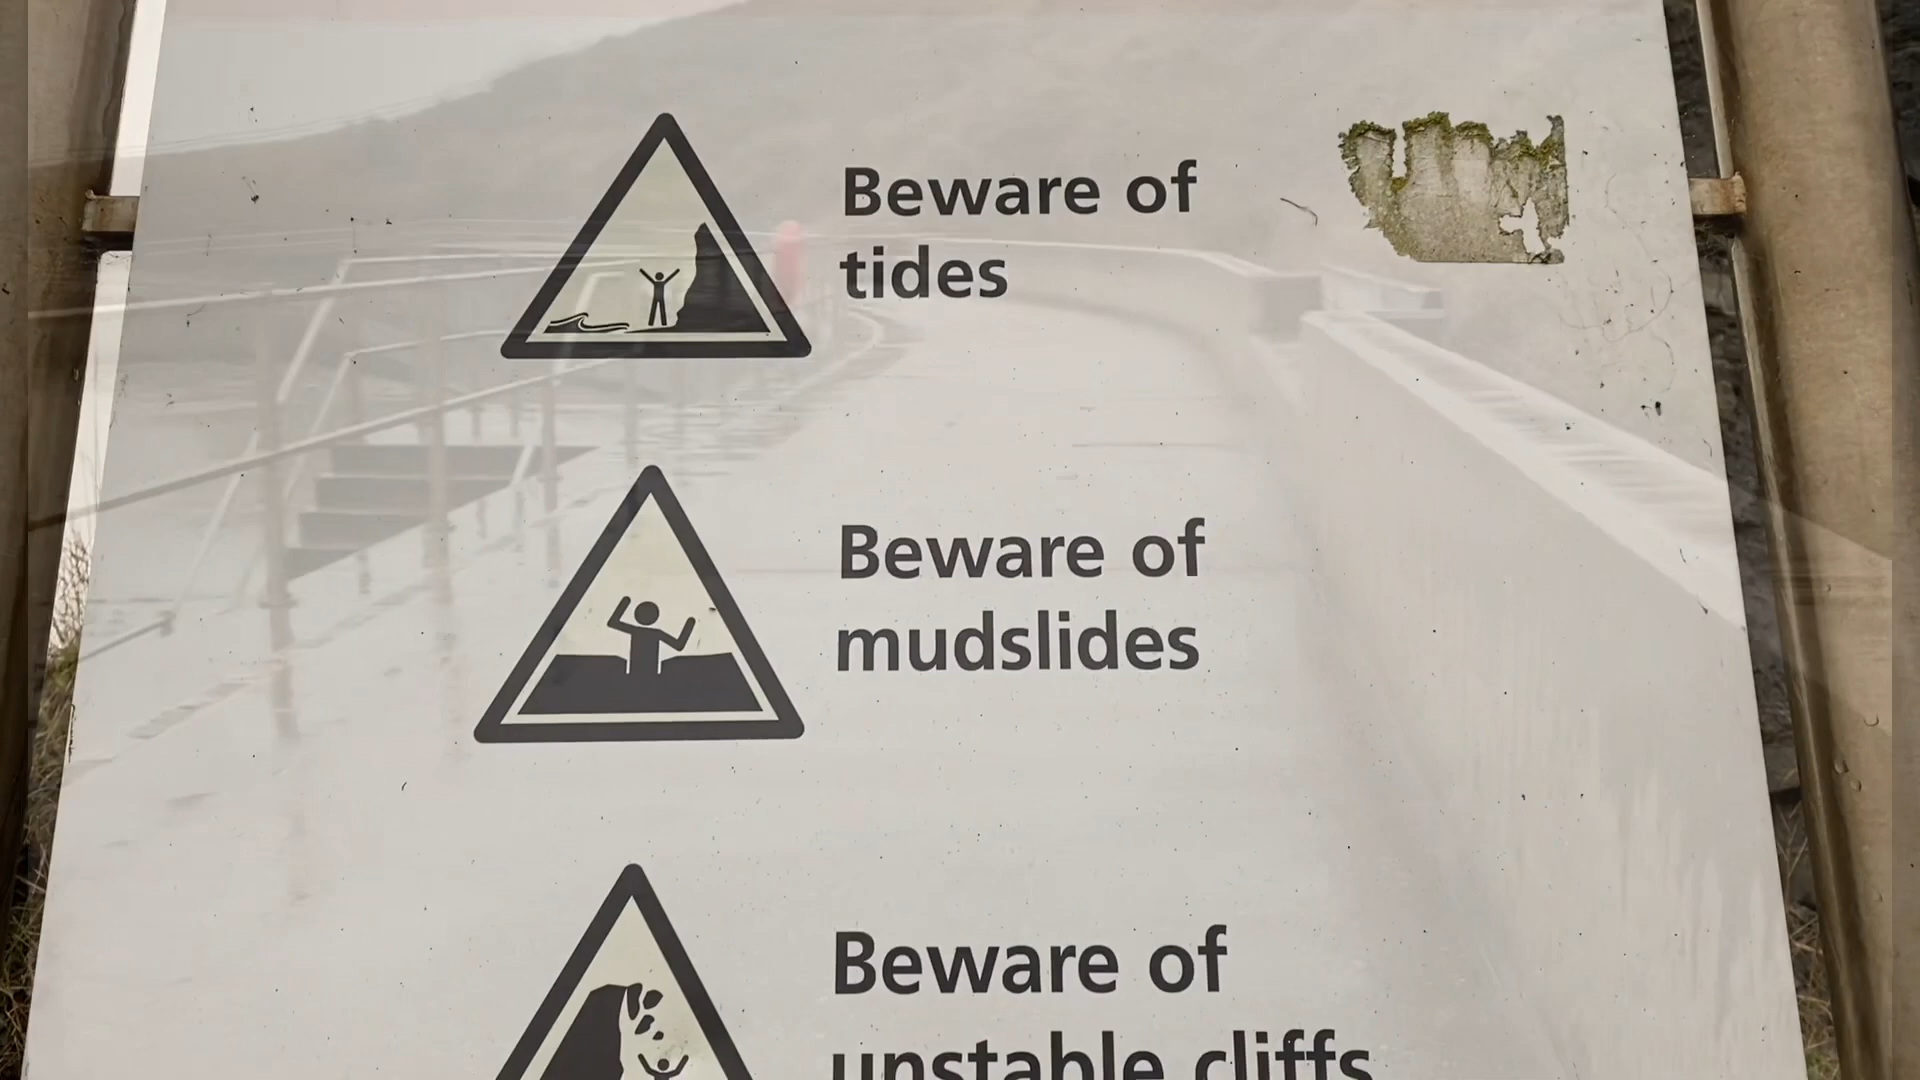 Beware of
tides
Beware of
mudslides
Beware of
unstable cliffs